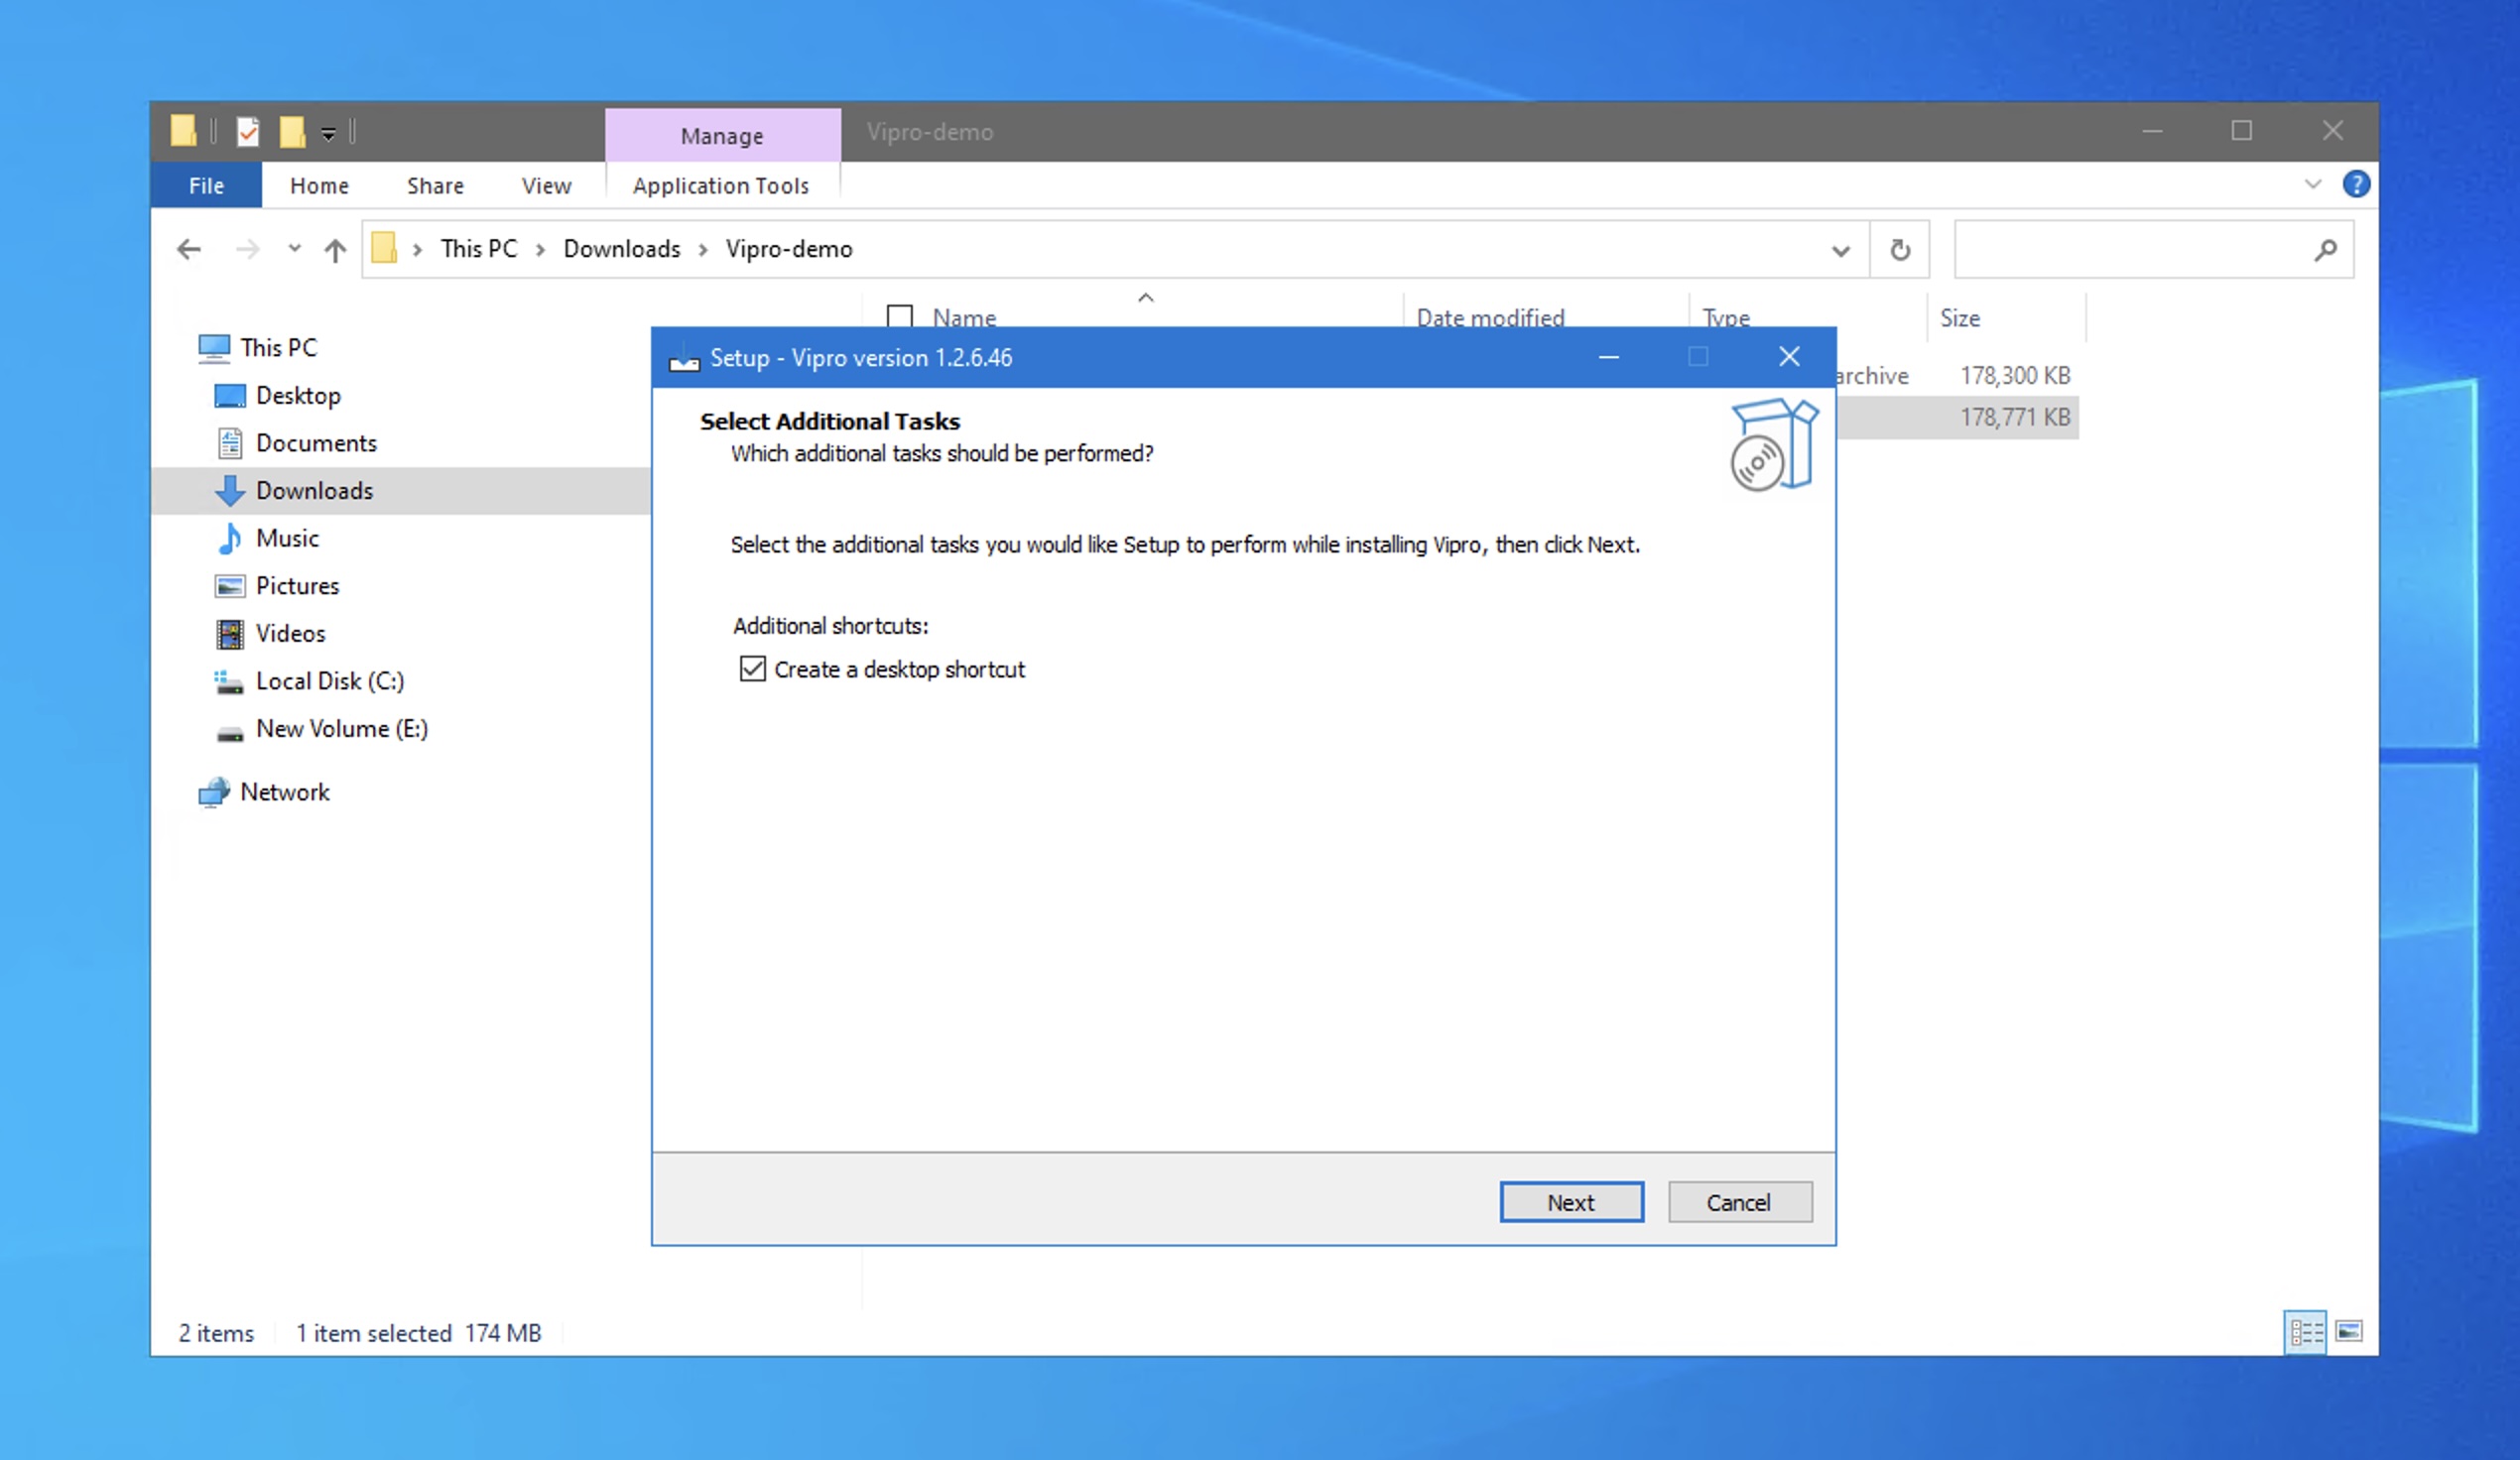 Manage
Vipro-demo
File
Home
Share
View
Application Tools
This PC
Downloads
Vipro-demo
Name
Date modified
Type
Size
This PC
Desktop
Documents
Downloads
Music
Pictures
Videos
Local Disk (C:)
New Volume (E:)
Network
archive
178,300 KB
178,771 KB
Setup - Vipro version 1.2.6.46
Select Additional Tasks
Which additional tasks should be performed?
Select the additional tasks you would like Setup to perform while installing Vipro, then click Next.
Additional shortcuts:
Create a desktop shortcut
Next
Cancel
2 items
1 item selected 174 MB